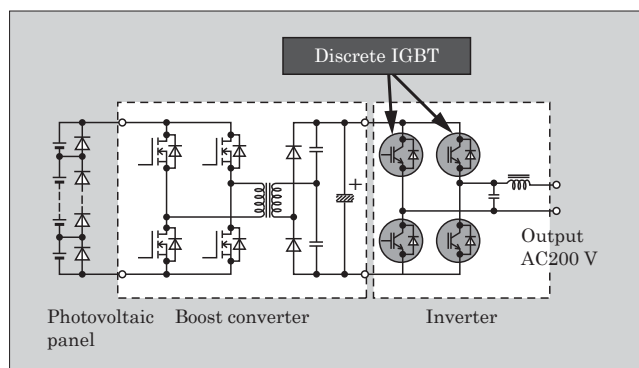 Discrete IGBT
+
Output
AC200 V
Photovoltaic
panel
Boost converter
Inverter